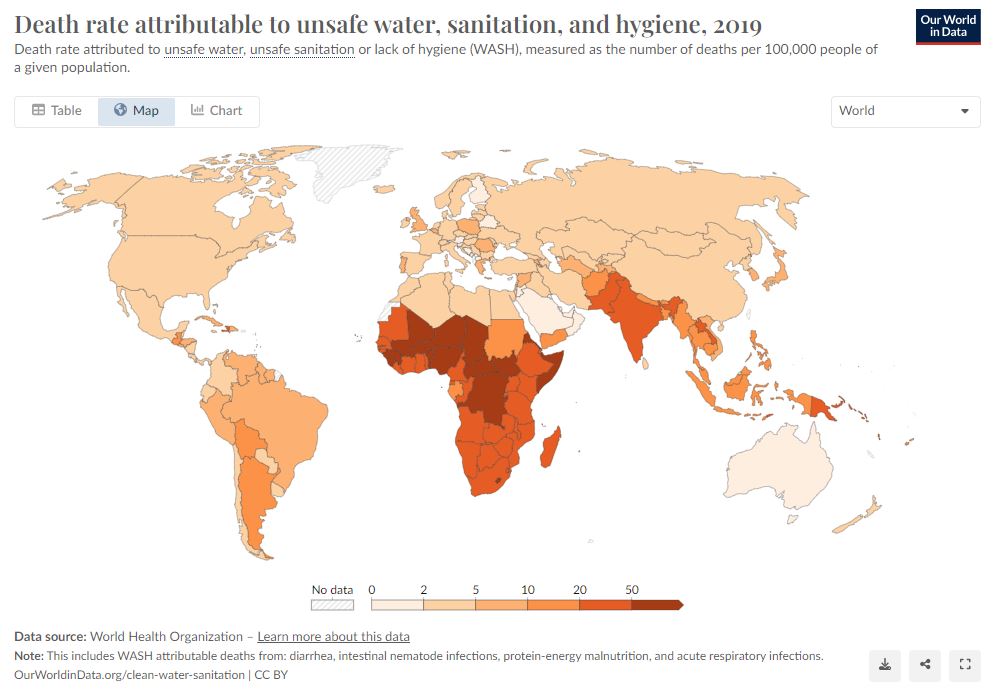 Death rate attributable to unsafe water, sanitation, and hygiene, 2019
Our World
in Data
Death rate attributed to unsafe water, unsafe sanitation or lack of hygiene (WASH), measured as the number of deaths per 100,000 people of
a given population.
Table
Map
Chart
World
No data
0
2
5
10
20
50
Data source: World Health Organization – Learn more about this data
Note: This includes WASH attributable deaths from: diarrhea, intestinal nematode infections, protein-energy malnutrition, and acute respiratory infections.
OurWorldinData.org/clean-water-sanitation | CC BY